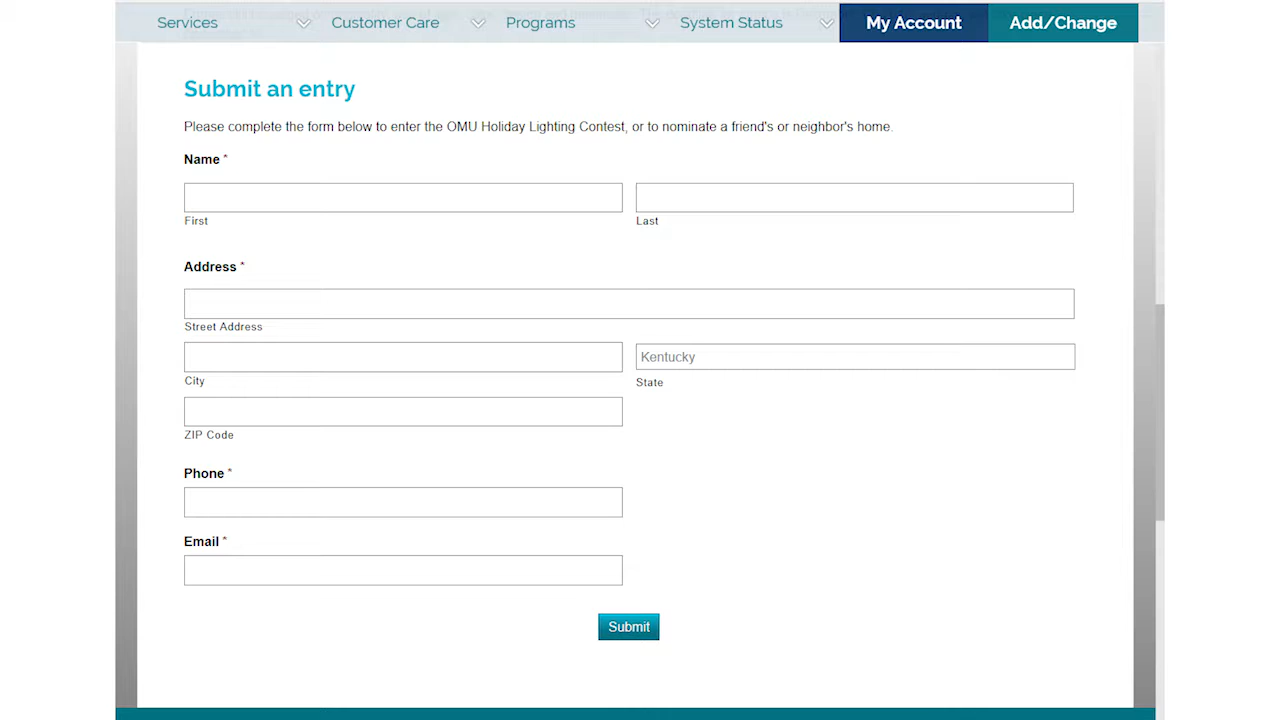 Services Customer Care Programs System Status My Account Add/Change
Submit an entry
Please complete the form below to enter the OMU Holiday Lighting Contest, or to nominate a friend's or neighbor's home.
Name *
First Last
Address *
Street Address
Kentucky
City State
ZIP Code
Phone *
Email *
Submit